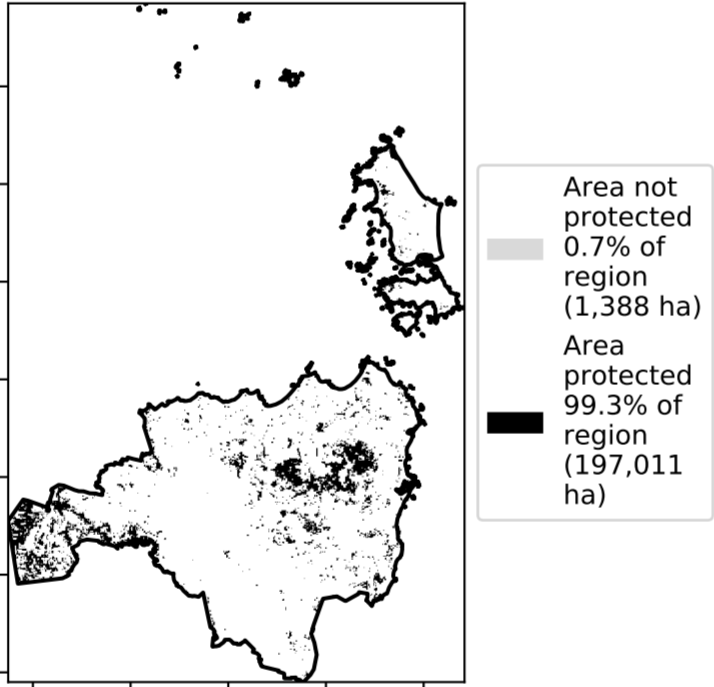 Area not
protected
0.7% of
region
(1,388 ha)
Area
protected
99.3% of
region
(197,011
ha)